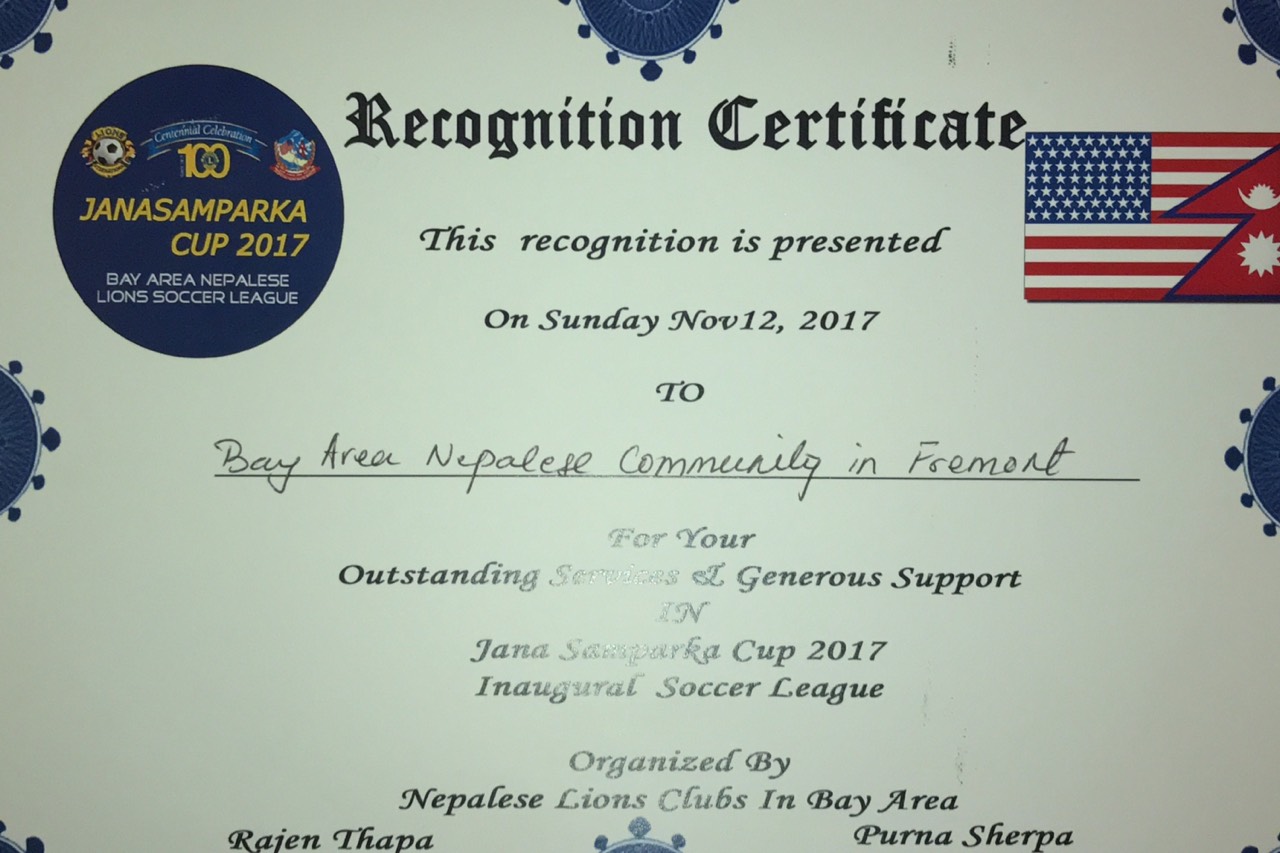 Recognition Certificate
LIONS
Centennial Celebration
100
JANASAMPARKA
CUP 2017
BAY AREA NEPALESE
LIONS SOCCER LEAGUE
This recognition is presented
On Sunday Nov12, 2017
TO
Bay Area Nepalese Community in Fremont
For Your
Outstanding Services & Generous Support
IN
Jana Samparka Cup 2017
Inaugural Soccer League
Organized By
Nepalese Lions Clubs In Bay Area
Rajen Thapa Purna Sherpa